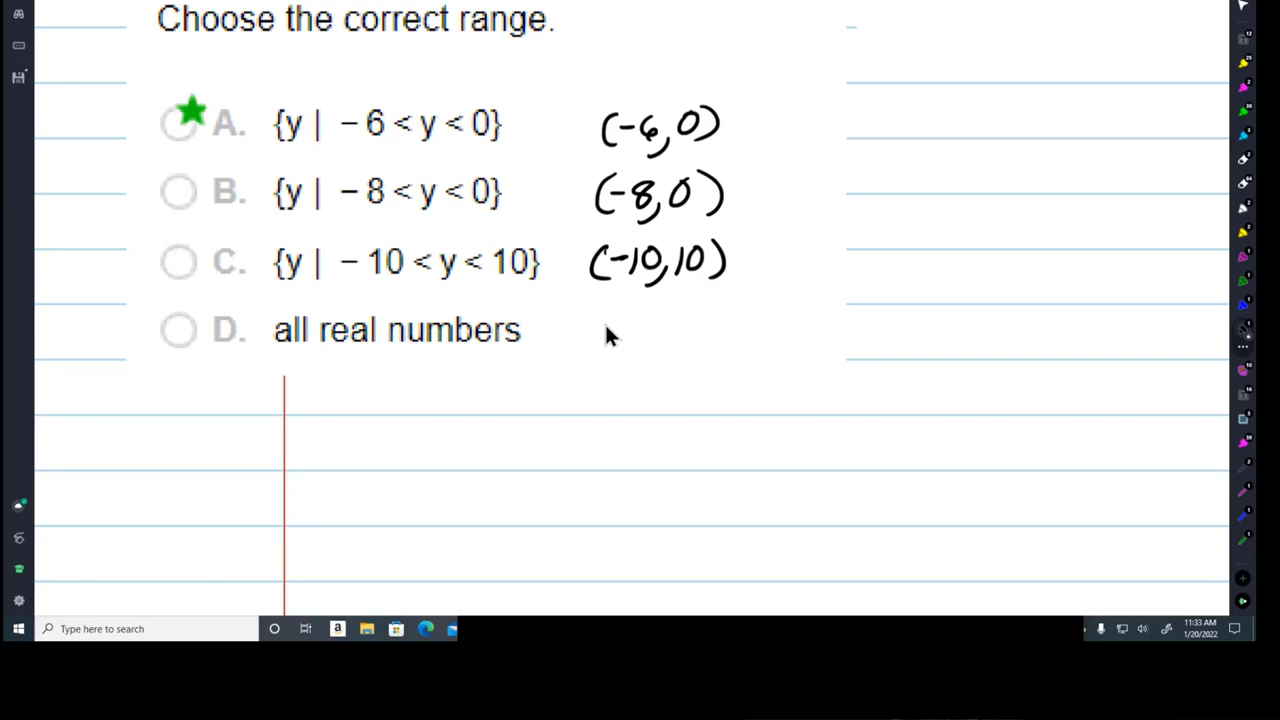 Choose the correct range.
A. {y | − 6 < y < 0} (-6,0)
B. {y | − 8 < y < 0} (-8,0)
C. {y | − 10 < y < 10} (-10,10)
D. all real numbers
Type here to search
a
11:33 AM
1/20/2022